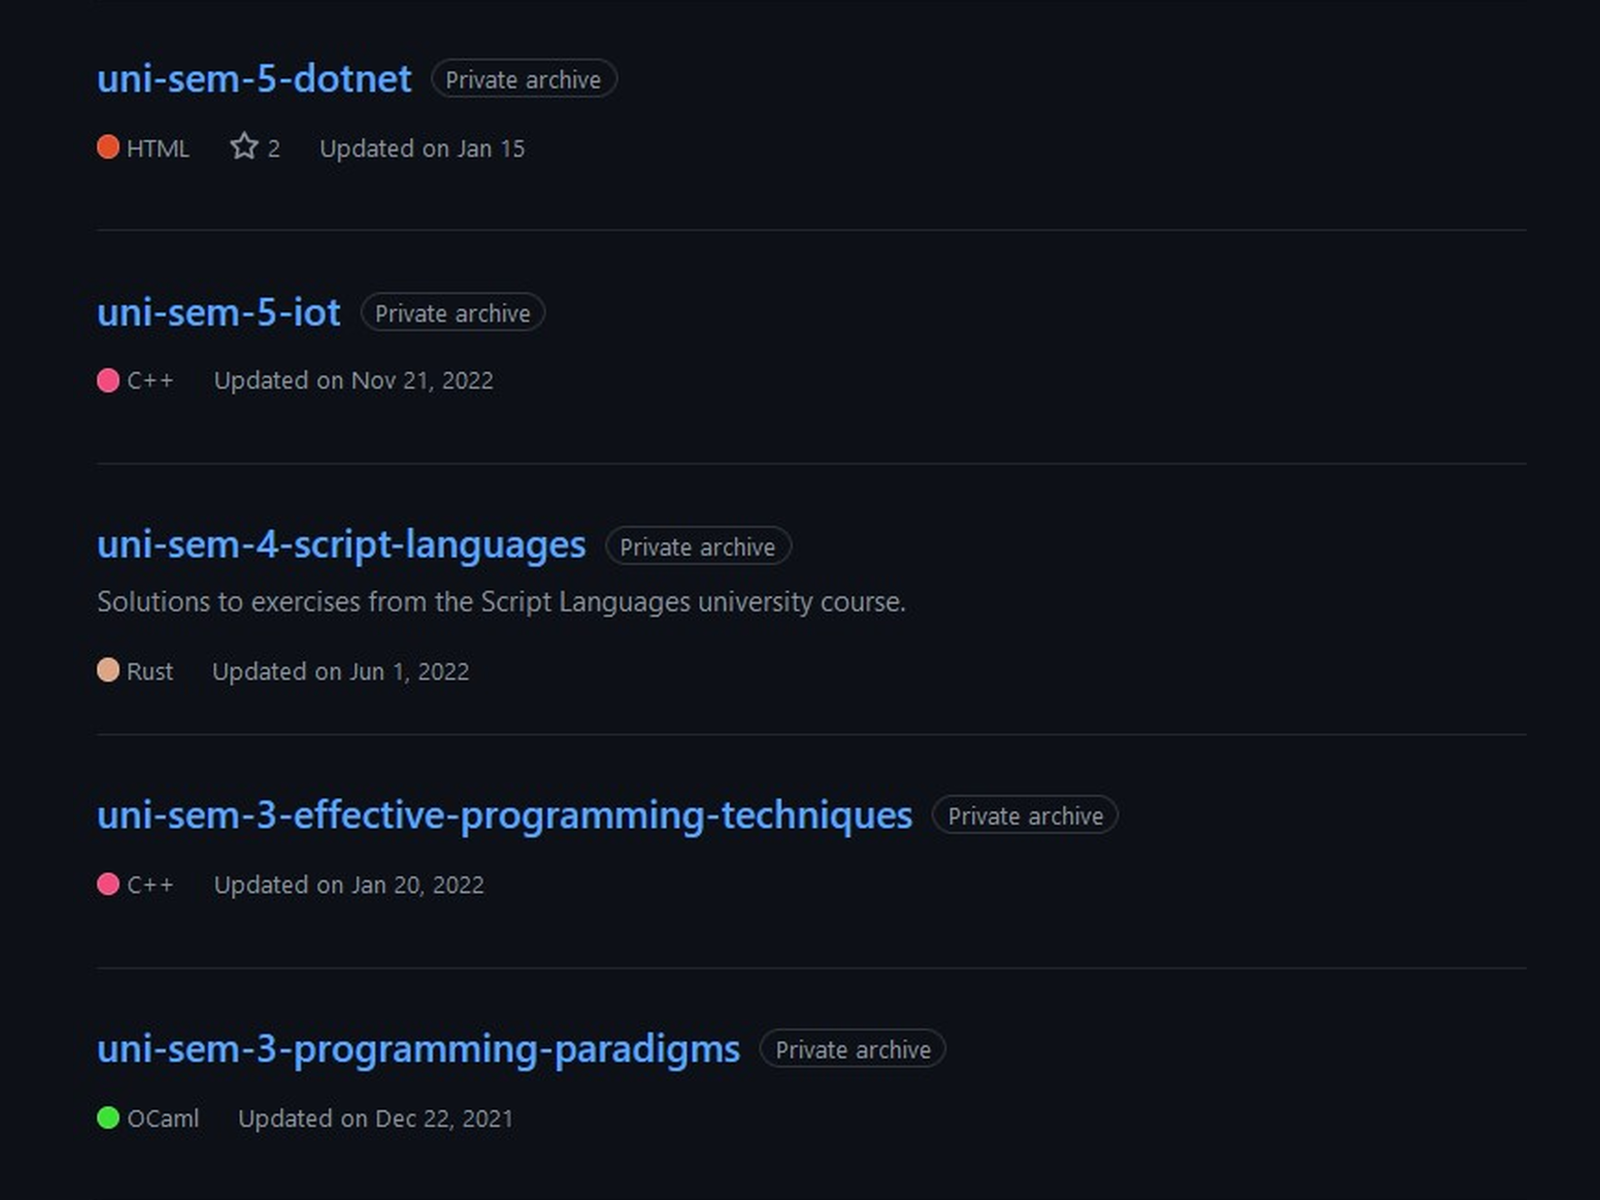 uni-sem-5-dotnet Private archive
HTML 2 Updated on Jan 15
uni-sem-5-iot Private archive
C++ Updated on Nov 21, 2022
uni-sem-4-script-languages Private archive
Solutions to exercises from the Script Languages university course.
Rust Updated on Jun 1, 2022
uni-sem-3-effective-programming-techniques Private archive
C++ Updated on Jan 20, 2022
uni-sem-3-programming-paradigms Private archive
OCaml Updated on Dec 22, 2021